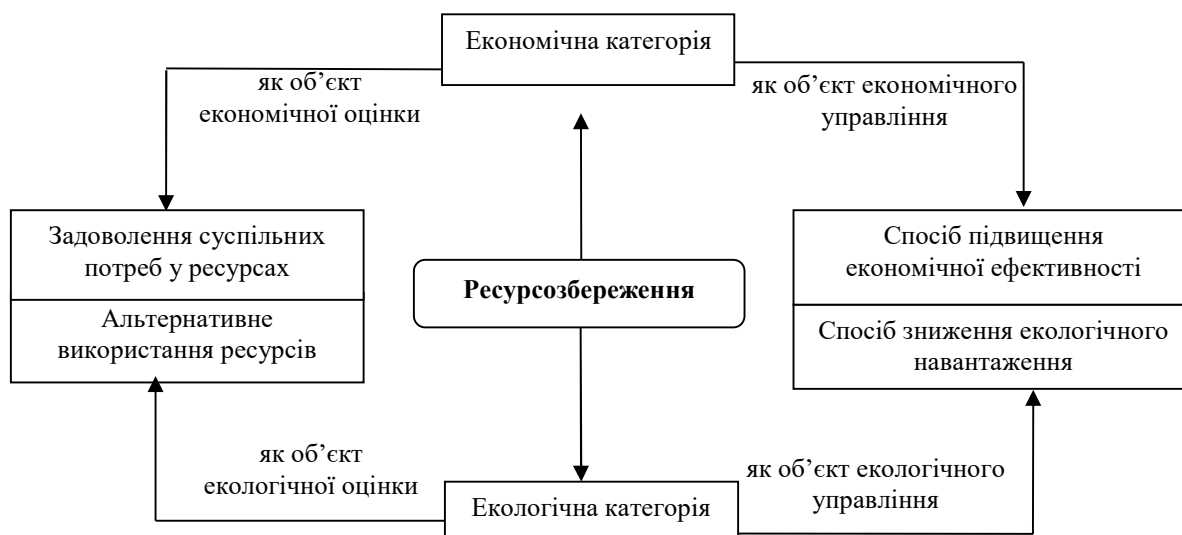 Економічна категорія
як об’єкт
економічної оцінки
як об’єкт економічного
управління
Задоволення суспільних
потреб у ресурсах
Альтернативне
використання ресурсів
Ресурсозбереження
Спосіб підвищення
економічної ефективності
Спосіб зниження екологічного
навантаження
як об’єкт
екологічної оцінки
як об’єкт екологічного
управління
Екологічна категорія